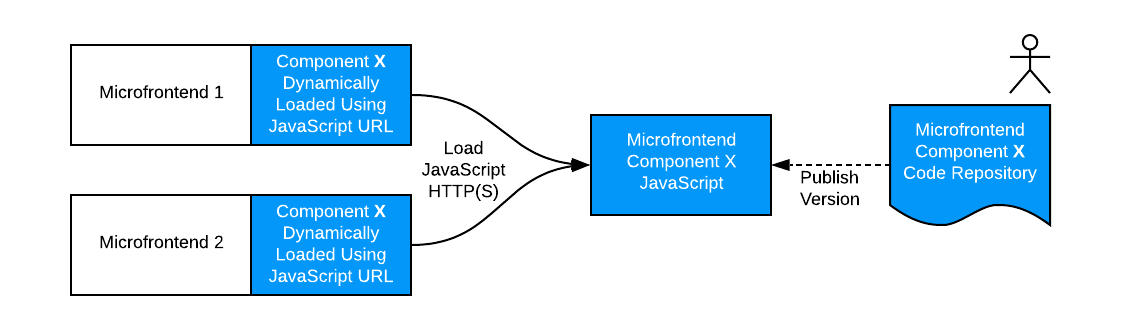 Microfrontend 1
Component X
Dynamically
Loaded Using
JavaScript URL
Load
JavaScript
HTTP(S)
Microfrontend 2
Component X
Dynamically
Loaded Using
JavaScript URL
Microfrontend
Component X
JavaScript
Publish
Version
Microfrontend
Component X
Code Repository